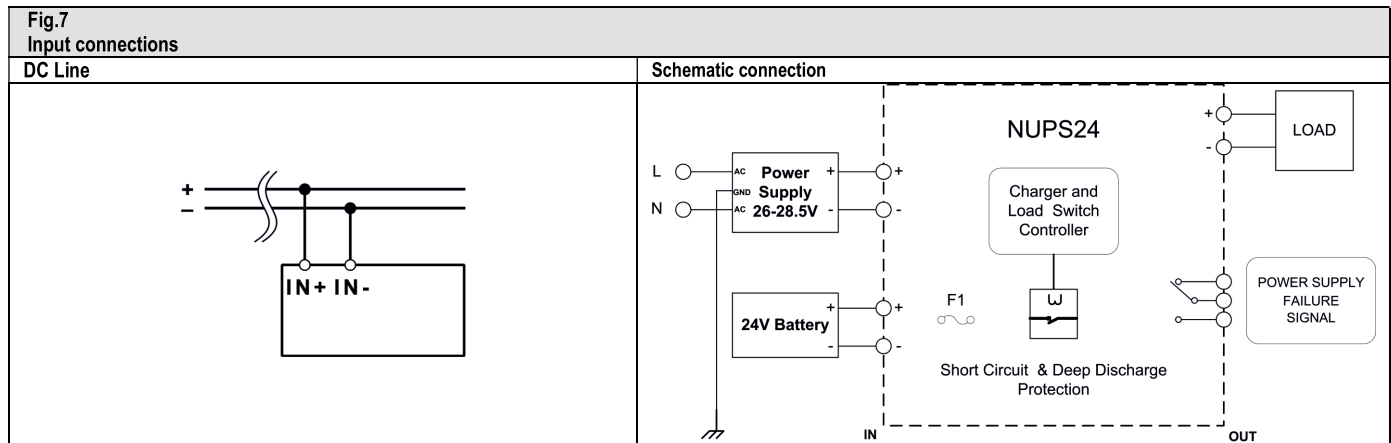 Fig.7
Input connections
DC Line
Schematic connection
+
–
IN+ IN-
NUPS24
L
N
AC
GND
AC
Power
Supply
26-28.5V
+
-
+
-
24V Battery
+
-
+
-
Charger and
Load Switch
Controller
F1
Short Circuit & Deep Discharge
Protection
+
-
LOAD
POWER SUPPLY
FAILURE
SIGNAL
IN
OUT